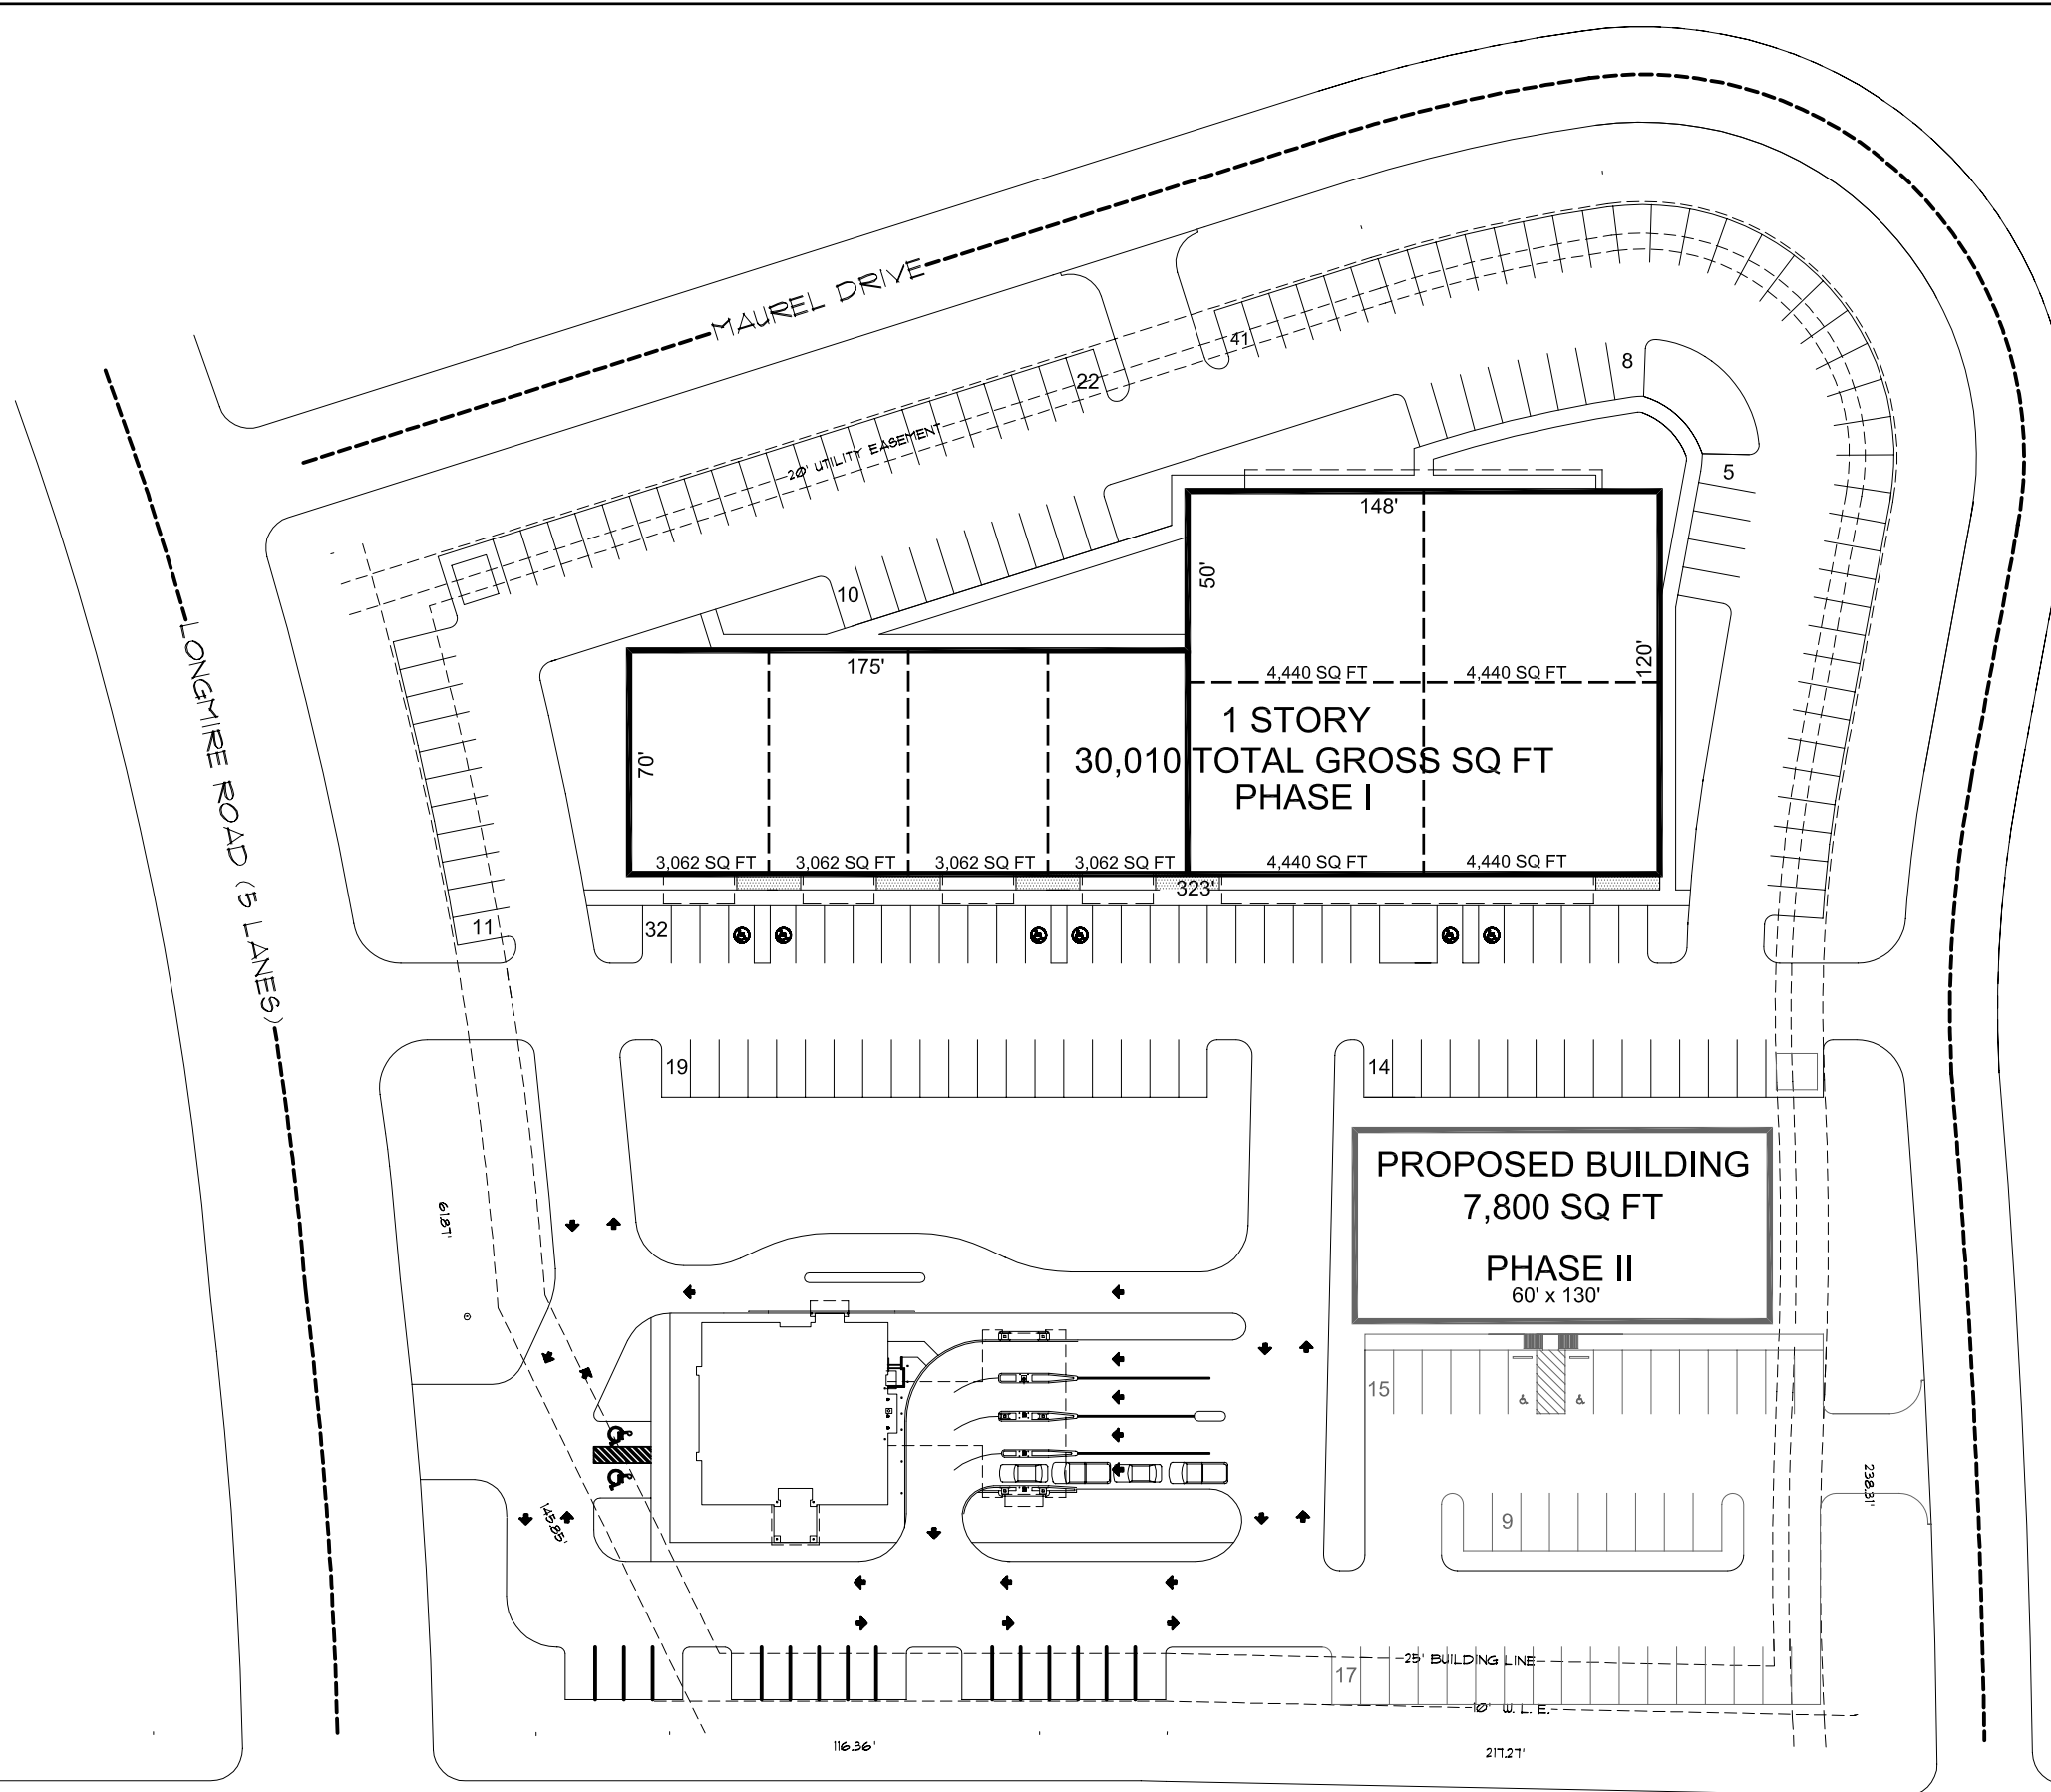 MAUREL DRIVE
41
8
22
20' UTILITY EASEMENT
5
148'
50'
10
120'
LONGMIRE ROAD (5 LANES)
175'
4,440 SQ FT
4,440 SQ FT
1 STORY
30,010 TOTAL GROSS SQ FT
PHASE I
70'
3,062 SQ FT
3,062 SQ FT
3,062 SQ FT
3,062 SQ FT
4,440 SQ FT
4,440 SQ FT
323'
11
32
19
14
PROPOSED BUILDING
7,800 SQ FT
PHASE II
60' x 130'
61.87'
15
238.31'
9
145.85'
25' BUILDING LINE
17
10' W.L.E.
116.36'
217.27'